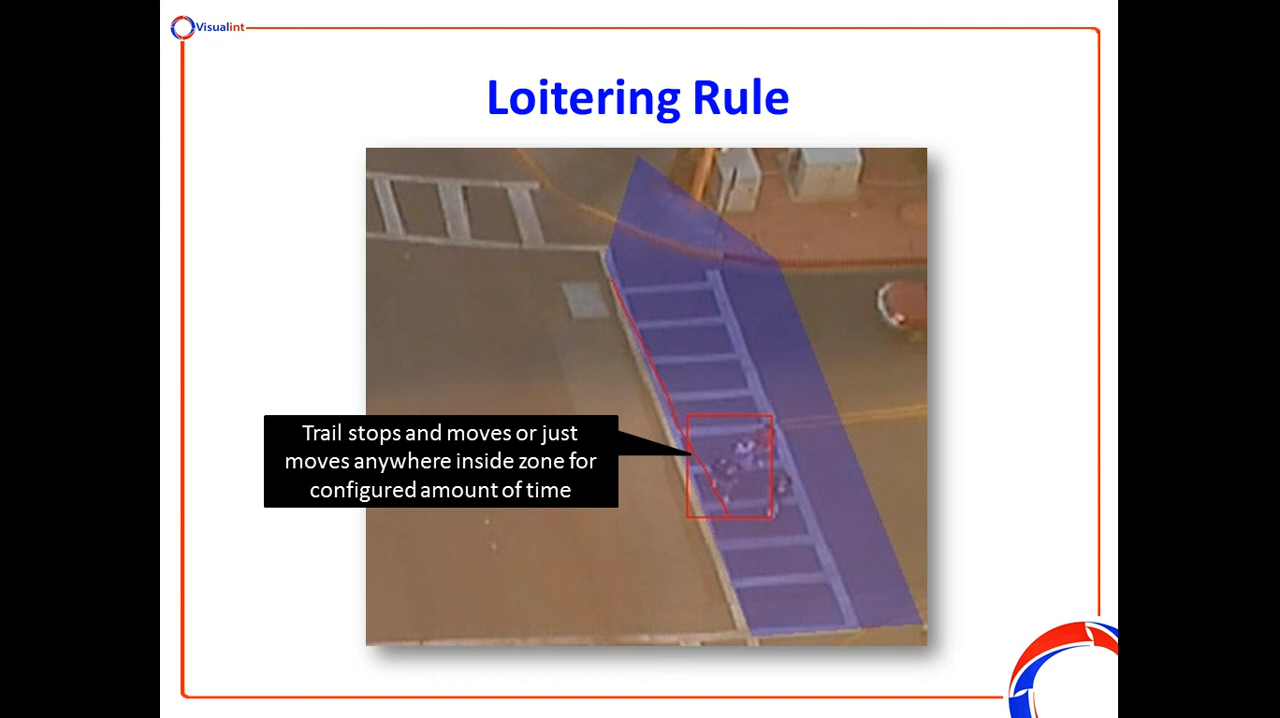 Visualint
Loitering Rule
Trail stops and moves or just
moves anywhere inside zone for
configured amount of time